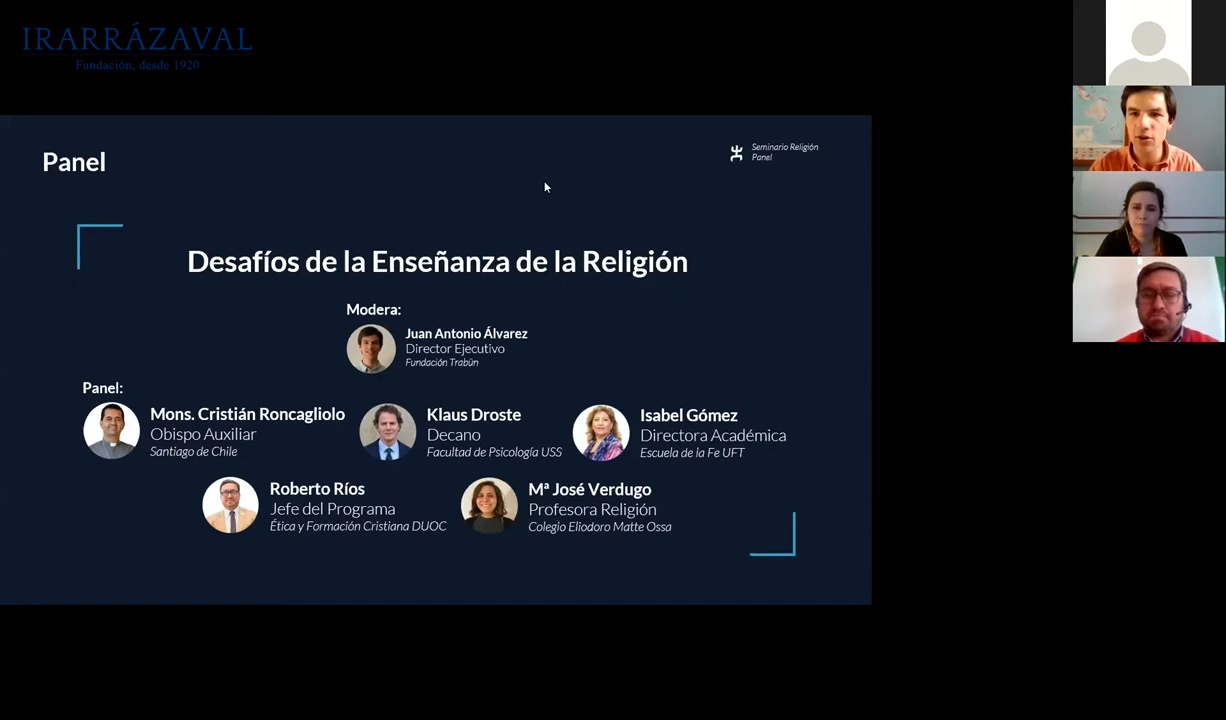 IRARRÁZAVAL
Fundación, desde 1920
Panel
Seminario Religión
Panel
Desafíos de la Enseñanza de la Religión
Modera:
Juan Antonio Álvarez
Director Ejecutivo
Fundación Trabün
Panel:
Mons. Cristián Roncagliolo
Obispo Auxiliar
Santiago de Chile
Klaus Droste
Decano
Facultad de Psicología USS
Isabel Gómez
Directora Académica
Escuela de la Fe UFT
Roberto Ríos
Jefe del Programa
Ética y Formación Cristiana DUOC
Mª José Verdugo
Profesora Religión
Colegio Eliodoro Matte Ossa